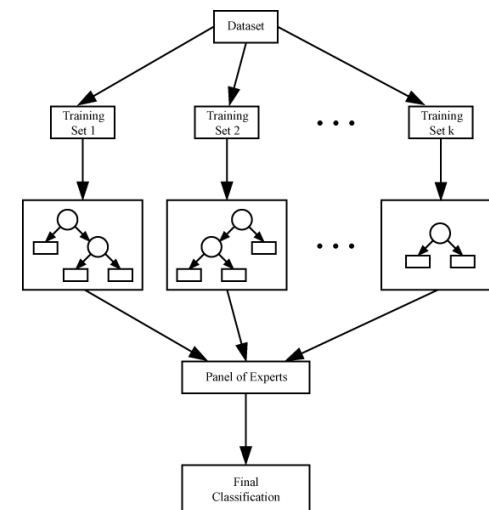 Dataset
Training
Set 1
Training
Set 2
Training
Set k
Panel of Experts
Final
Classification